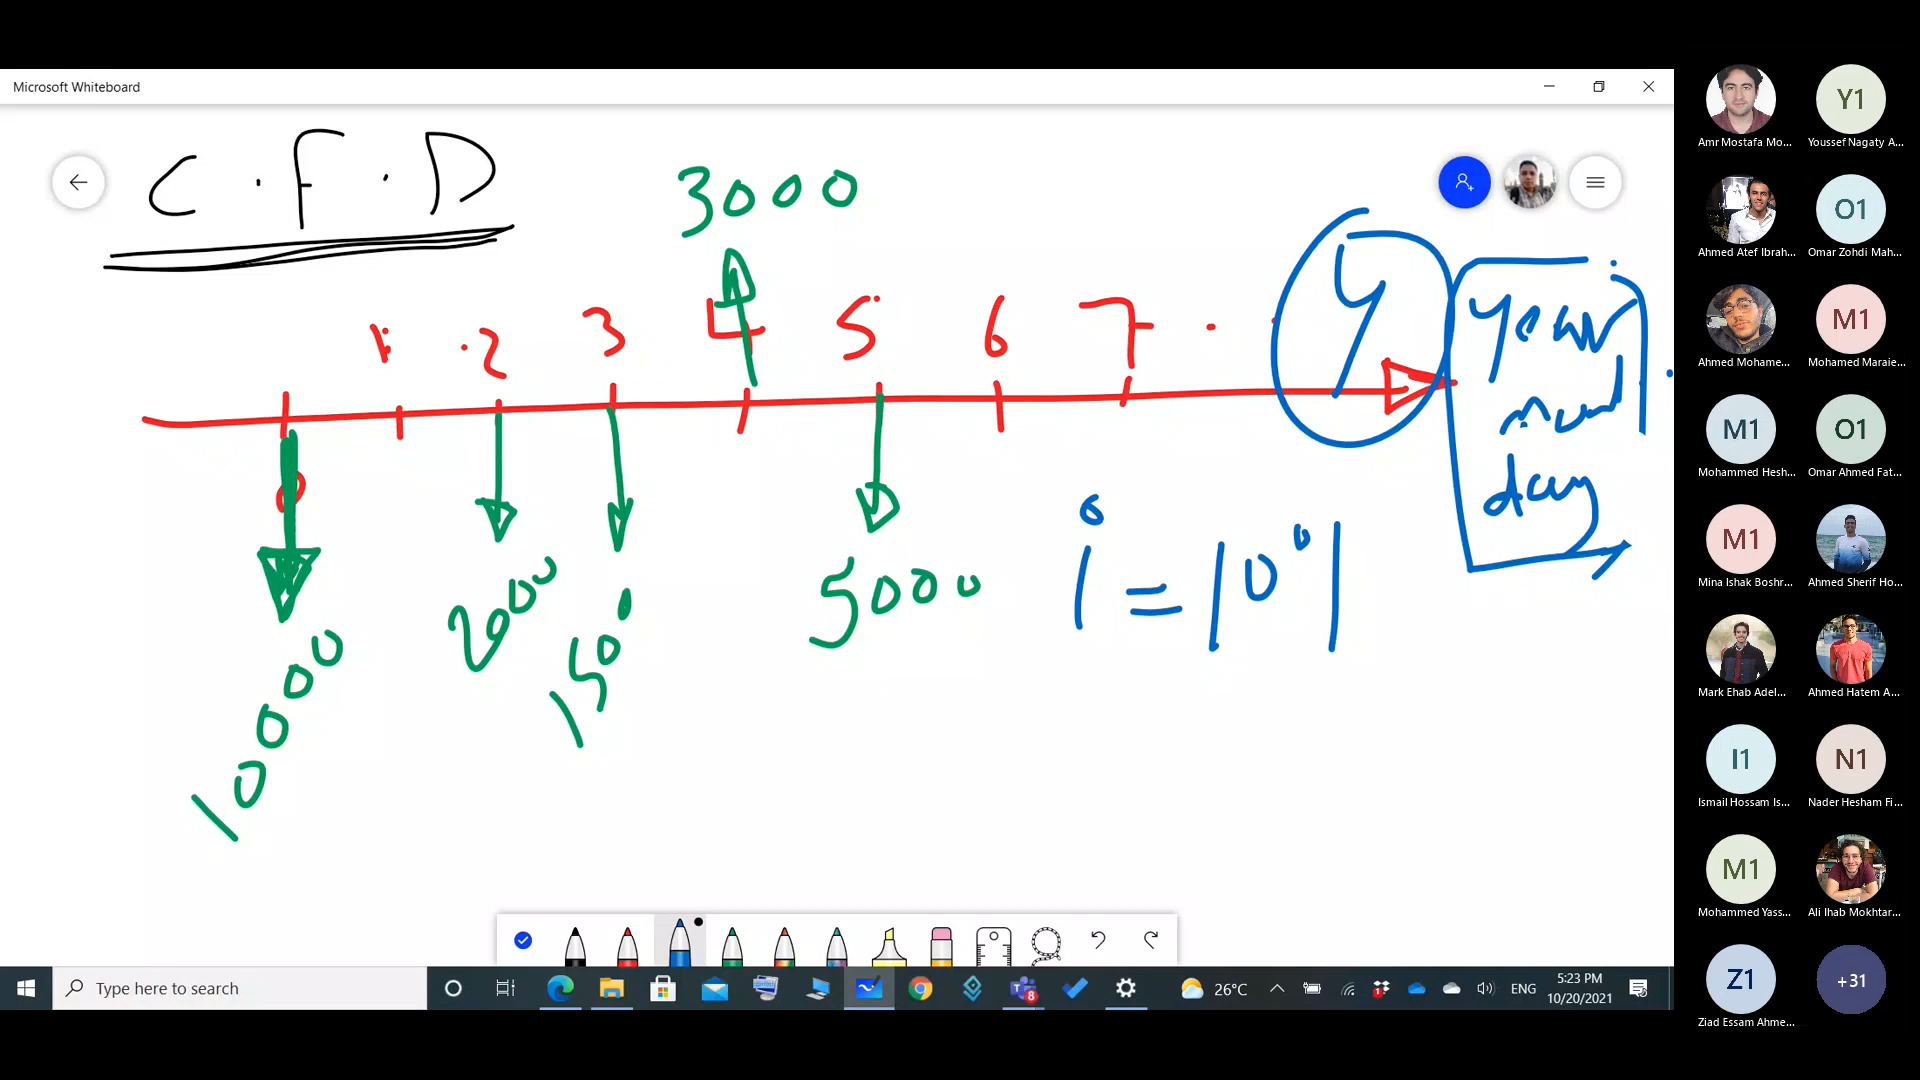 Microsoft Whiteboard
C.F.D
3000
1 2 3 4 5 6 7
y
Year
day
0
10000
2000
1500
5000
i = 10
Type here to search
8
26°C
ENG
5:23 PM
10/20/2021
Amr Mostafa Mo...
Y1
Youssef Nagaty A...
Ahmed Atef Ibrah...
O1
Omar Zohdi Mah...
Ahmed Mohame...
M1
Mohamed Maraie...
M1
Mohammed Hesh...
O1
Omar Ahmed Fat...
M1
Mina Ishak Boshr...
Ahmed Sherif Ho...
Mark Ehab Adel...
Ahmed Hatem A...
I1
Ismail Hossam Is...
N1
Nader Hesham Fi...
M1
Mohammed Yass...
Ali Ihab Mokhtar...
Z1
Ziad Essam Ahme...
+31